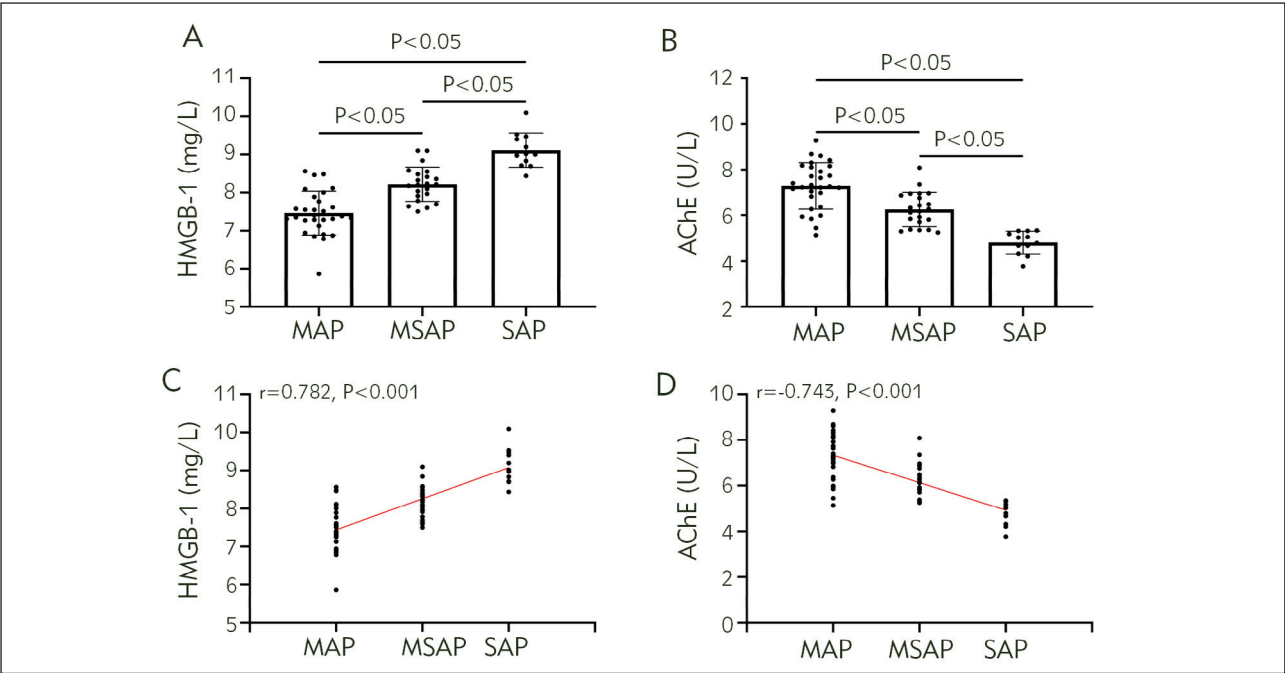 A
P<0.05
P<0.05
P<0.05
HMGB-1 (mg/L)
11
10
9
8
7
6
5
MAP MSAP SAP
B
P<0.05
P<0.05
P<0.05
AChE (U/L)
12
10
8
6
4
2
MAP MSAP SAP
C
r=0.782, P<0.001
HMGB-1 (mg/L)
11
10
9
8
7
6
5
MAP MSAP SAP
D
r=-0.743, P<0.001
AChE (U/L)
10
8
6
4
2
0
MAP MSAP SAP